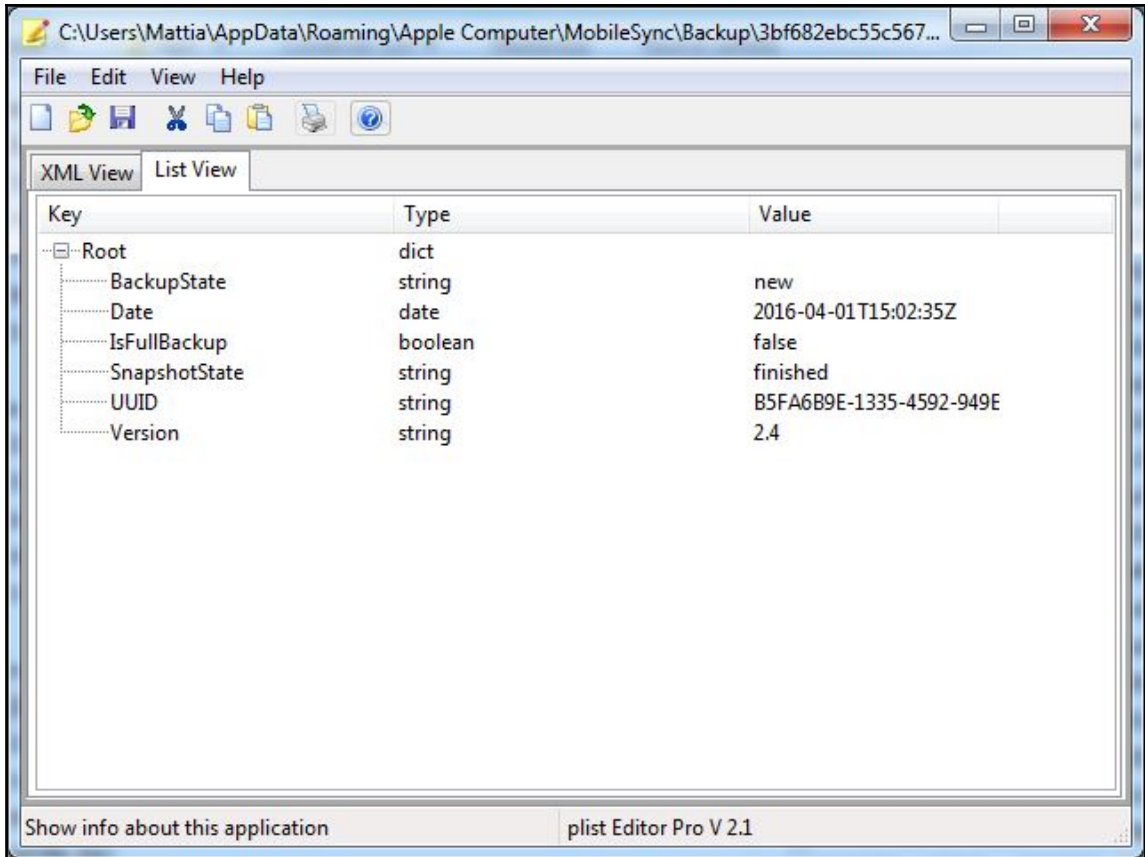 C:\Users\Mattia\AppData\Roaming\Apple Computer\MobileSync\Backup\3bf682ebc55c567...
File Edit View Help
XML View List View
Key Type Value
Root dict
BackupState string new
Date date 2016-04-01T15:02:35Z
IsFullBackup boolean false
SnapshotState string finished
UUID string B5FA6B9E-1335-4592-949E
Version string 2.4
Show info about this application plist Editor Pro V 2.1